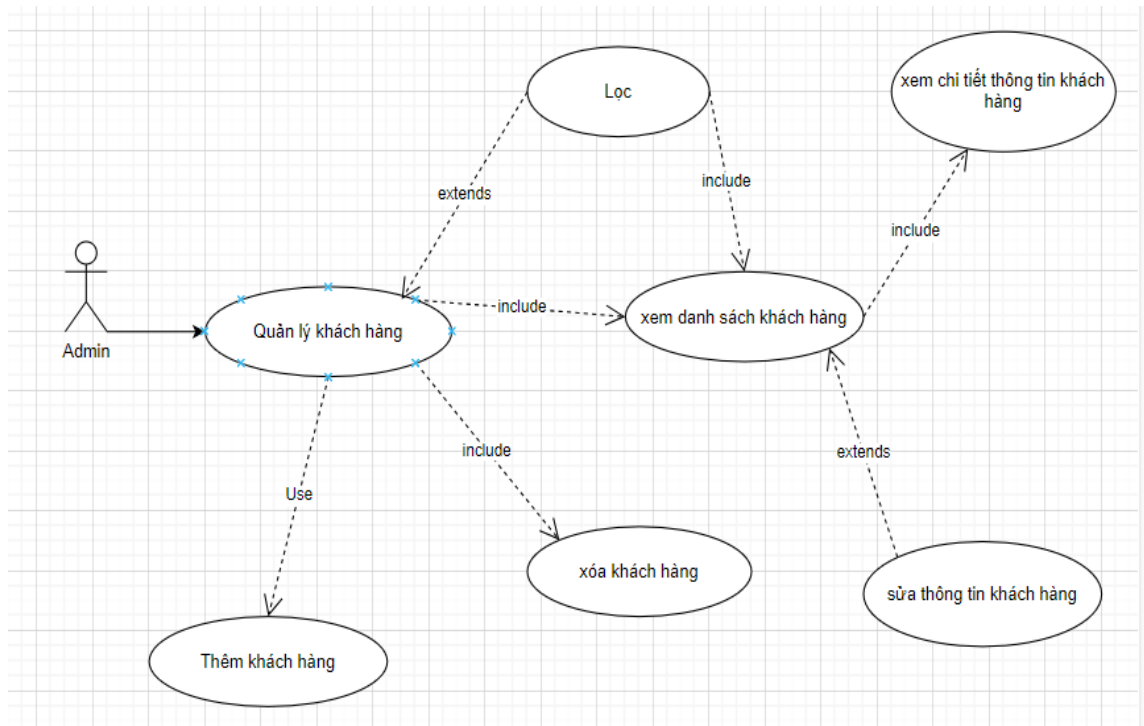 Lọc
xem chi tiết thông tin khách
hàng
extends
include
include
Admin
Quản lý khách hàng
include
xem danh sách khách hàng
include
extends
Use
xóa khách hàng
sửa thông tin khách hàng
Thêm khách hàng